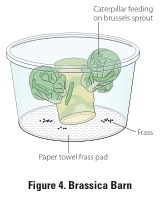 Caterpillar feeding
on brussels sprout
Frass
Paper towel frass pad
Figure 4. Brassica Barn